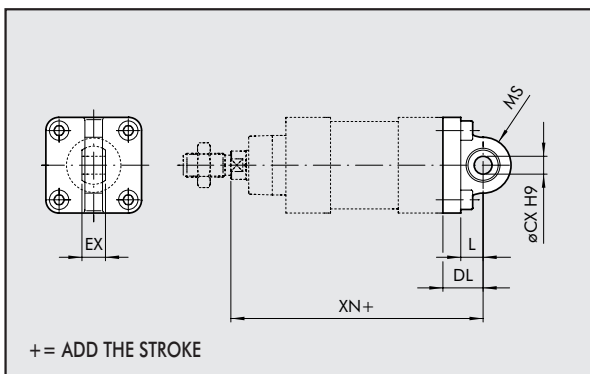 MS
øCX H9
EX
L
DL
XN+
+= ADD THE STROKE